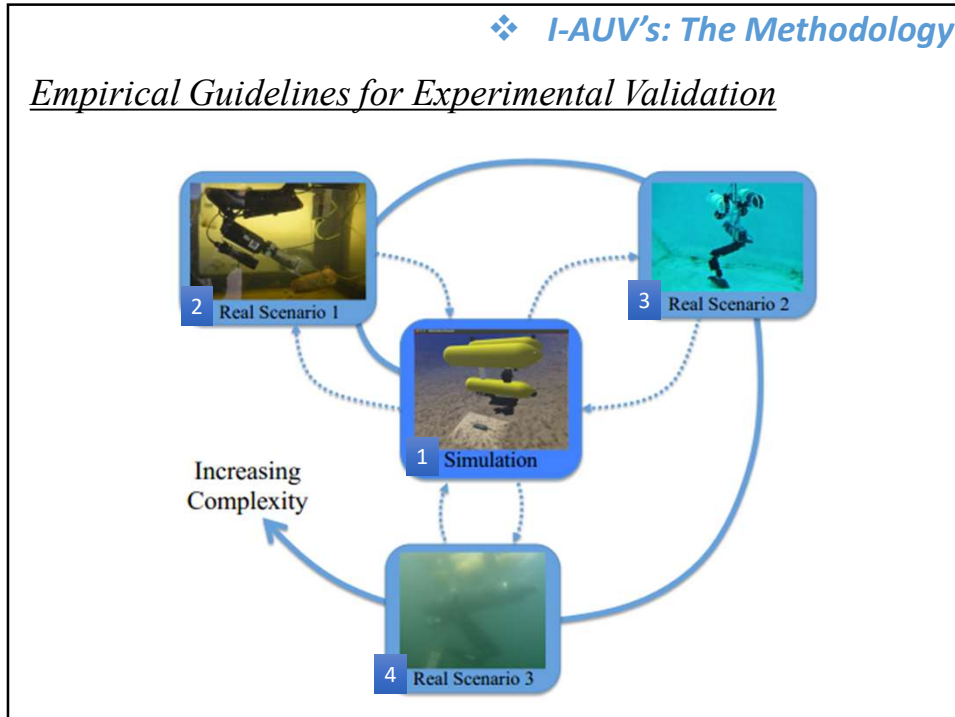 ❖ I-AUV's: The Methodology
Empirical Guidelines for Experimental Validation
2 Real Scenario 1
3 Real Scenario 2
1 Simulation
Increasing
Complexity
4 Real Scenario 3